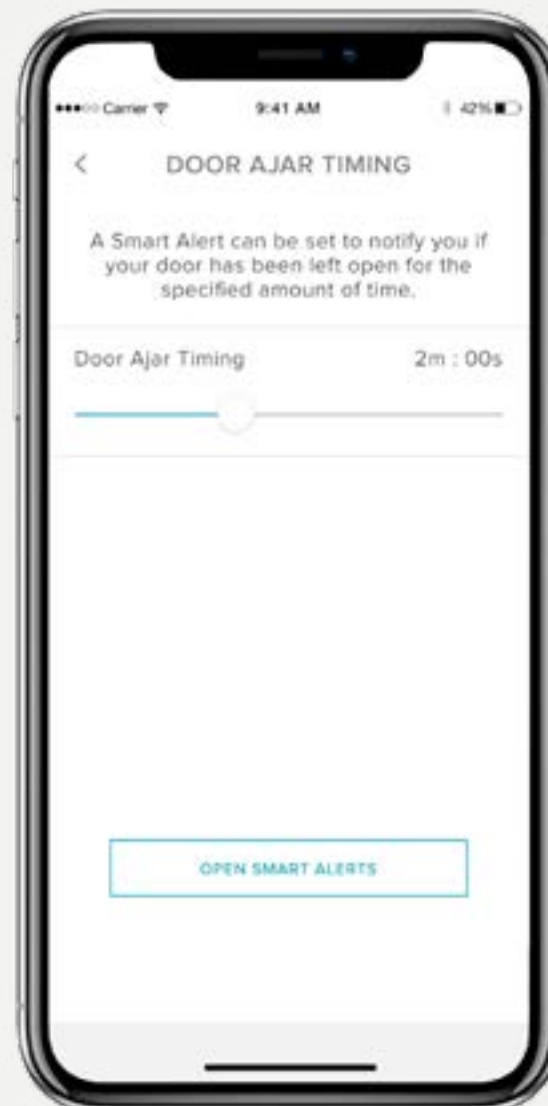 Carrier 9:41 AM 42%
DOOR AJAR TIMING
A Smart Alert can be set to notify you if
your door has been left open for the
specified amount of time.
Door Ajar Timing 2m : 00s
OPEN SMART ALERTS